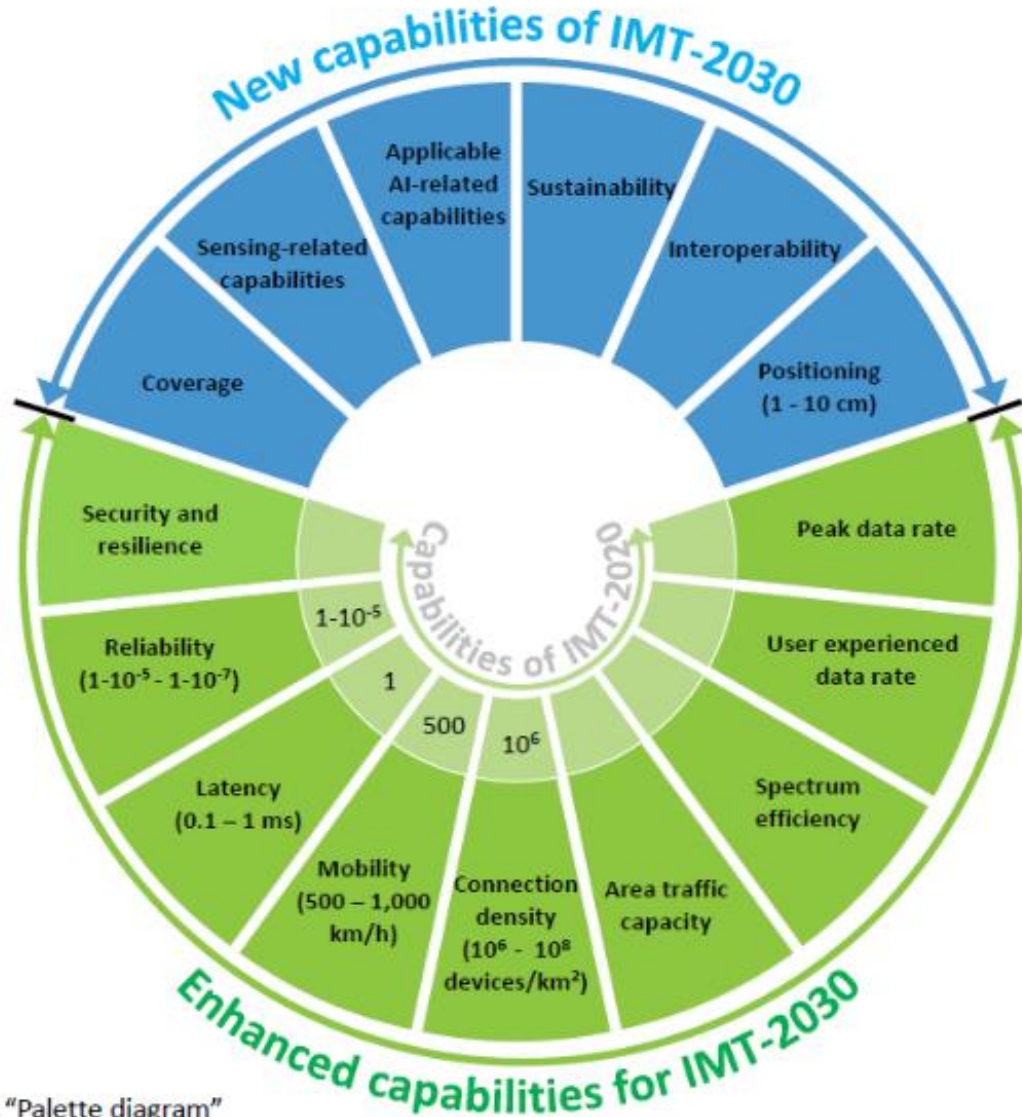 New capabilities of IMT-2030
Applicable
AI-related
capabilities
Sustainability
Sensing-related
capabilities
Interoperability
Coverage
Positioning
(1 - 10 cm)
Security and
resilience
Peak data rate
Capabilities of IMT-2020
1-10⁻⁵
Reliability
(1-10⁻⁵ - 1-10⁻⁷)
User experienced
data rate
1
500
10⁶
Latency
(0.1 – 1 ms)
Spectrum
efficiency
Mobility
(500 – 1,000
km/h)
Connection
density
(10⁶ - 10⁸
devices/km²)
Area traffic
capacity
Enhanced capabilities for IMT-2030
“Palette diagram”